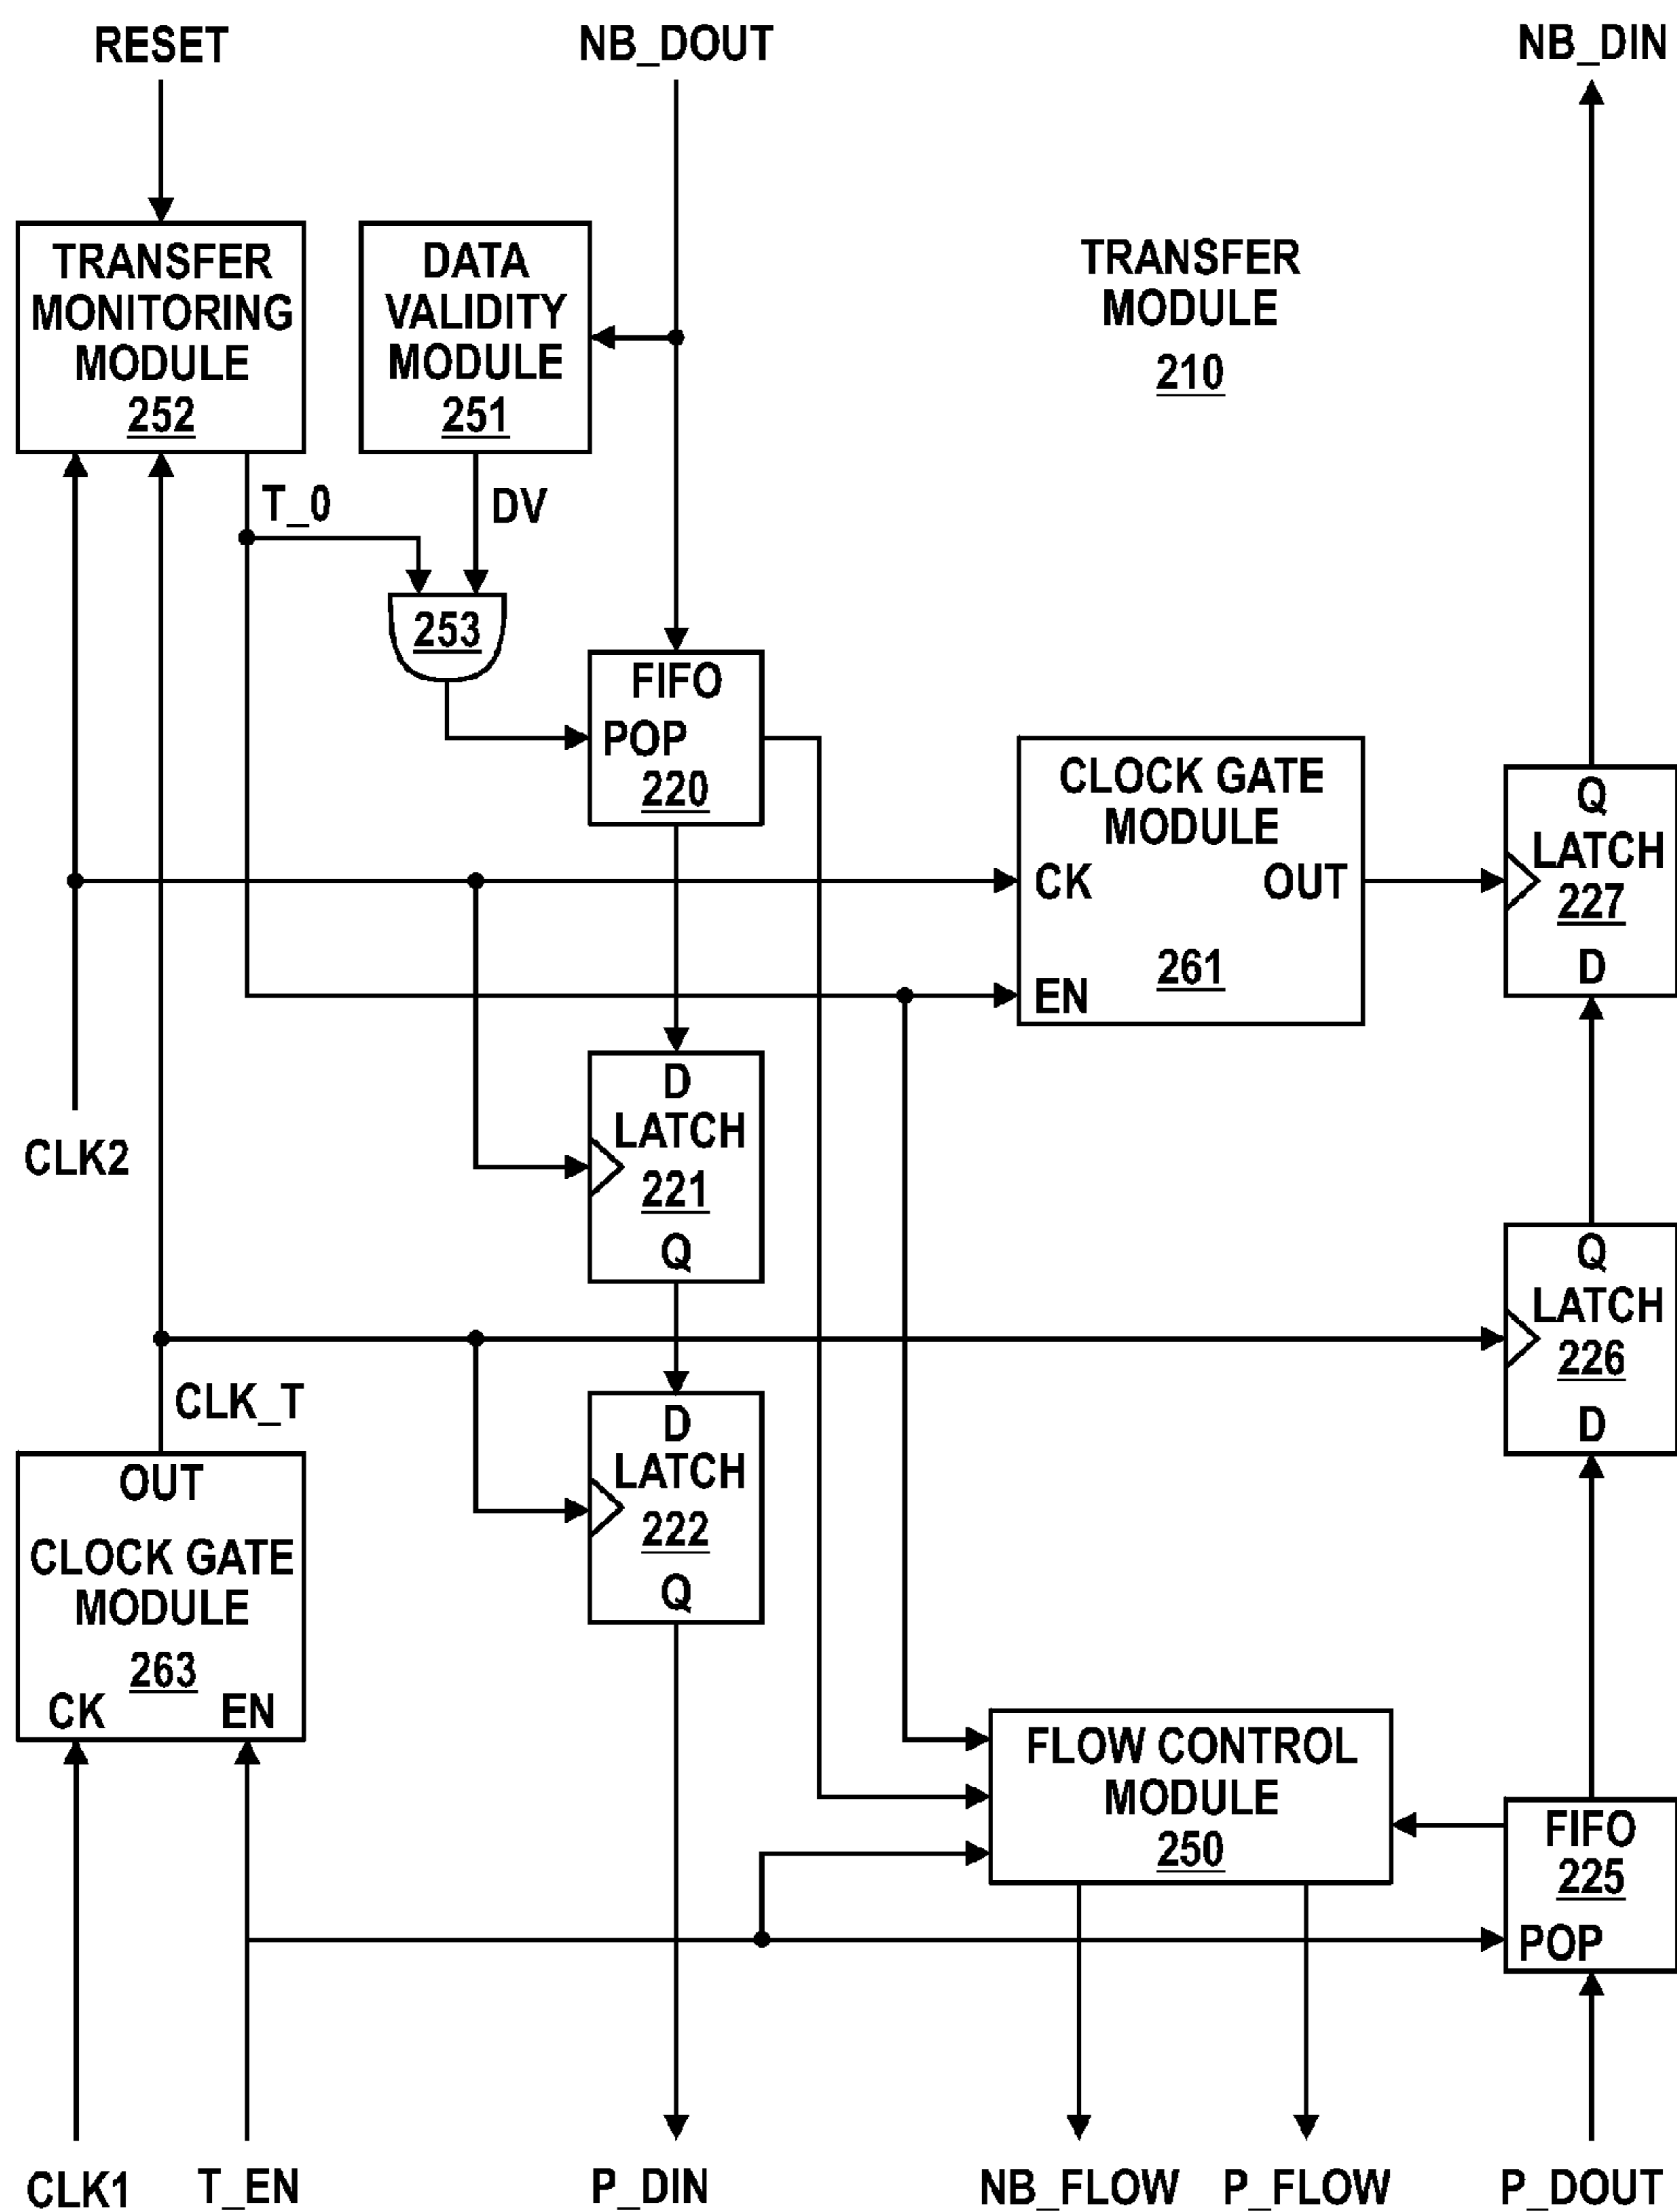 RESET
NB_DOUT
NB_DIN
TRANSFER
MONITORING
MODULE
252
DATA
VALIDITY
MODULE
251
TRANSFER
MODULE
210
T_0
DV
253
FIFO
POP
220
CLOCK GATE
MODULE
CK
OUT
261
EN
Q
LATCH
227
D
CLK2
D
LATCH
221
Q
Q
LATCH
226
D
CLK_T
D
LATCH
222
Q
OUT
CLOCK GATE
MODULE
263
CK
EN
FLOW CONTROL
MODULE
250
FIFO
225
POP
CLK1
T_EN
P_DIN
NB_FLOW
P_FLOW
P_DOUT